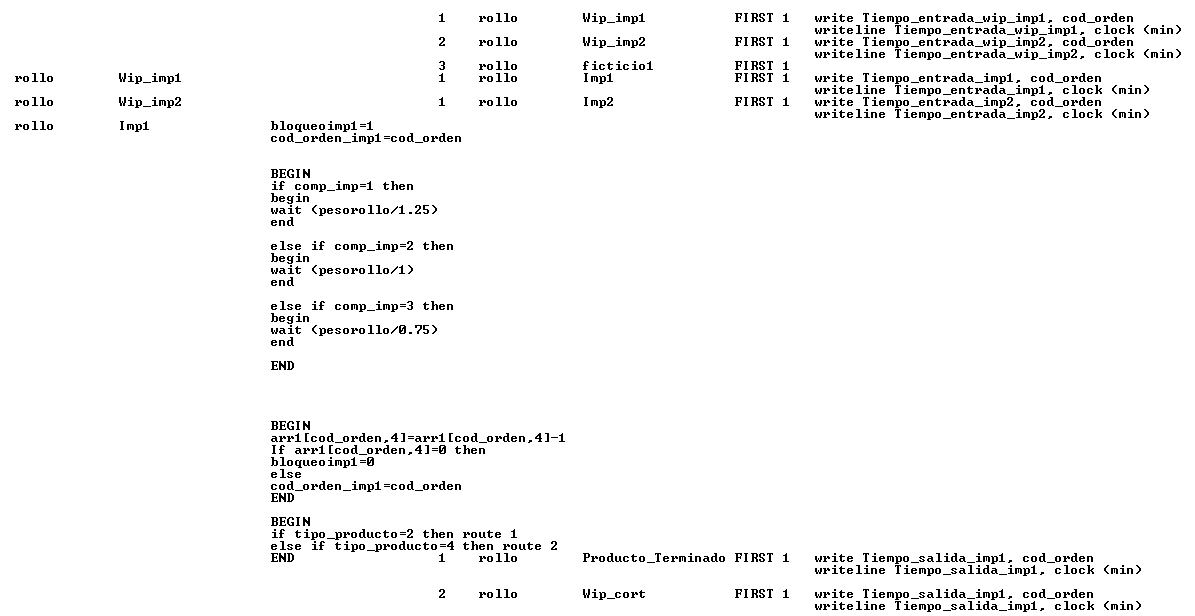 1 rollo Wip_imp1 FIRST 1 write Tiempo_entrada_wip_imp1, cod_orden
writeline Tiempo_entrada_wip_imp1, clock (min)
2 rollo Wip_imp2 FIRST 1 write Tiempo_entrada_wip_imp2, cod_orden
writeline Tiempo_entrada_wip_imp2, clock (min)
3 rollo ficticio1 FIRST 1
rollo Wip_imp1 1 rollo Imp1 FIRST 1 write Tiempo_entrada_imp1, cod_orden
writeline Tiempo_entrada_imp1, clock (min)
rollo Wip_imp2 1 rollo Imp2 FIRST 1 write Tiempo_entrada_imp2, cod_orden
writeline Tiempo_entrada_imp2, clock (min)
rollo Imp1 bloqueoimp1=1
cod_orden_imp1=cod_orden
BEGIN
if comp_imp=1 then
begin
wait (pesorollo/1.25)
end
else if comp_imp=2 then
begin
wait (pesorollo/1)
end
else if comp_imp=3 then
begin
wait (pesorollo/0.75)
end
END
BEGIN
arr1[cod_orden,4]=arr1[cod_orden,4]-1
If arr1[cod_orden,4]=0 then
bloqueoimp1=0
else
cod_orden_imp1=cod_orden
END
BEGIN
if tipo_producto=2 then route 1
else if tipo_producto=4 then route 2
END 1 rollo Producto_Terminado FIRST 1 write Tiempo_salida_imp1, cod_orden
writeline Tiempo_salida_imp1, clock (min)
2 rollo Wip_cort FIRST 1 write Tiempo_salida_imp1, cod_orden
writeline Tiempo_salida_imp1, clock (min)